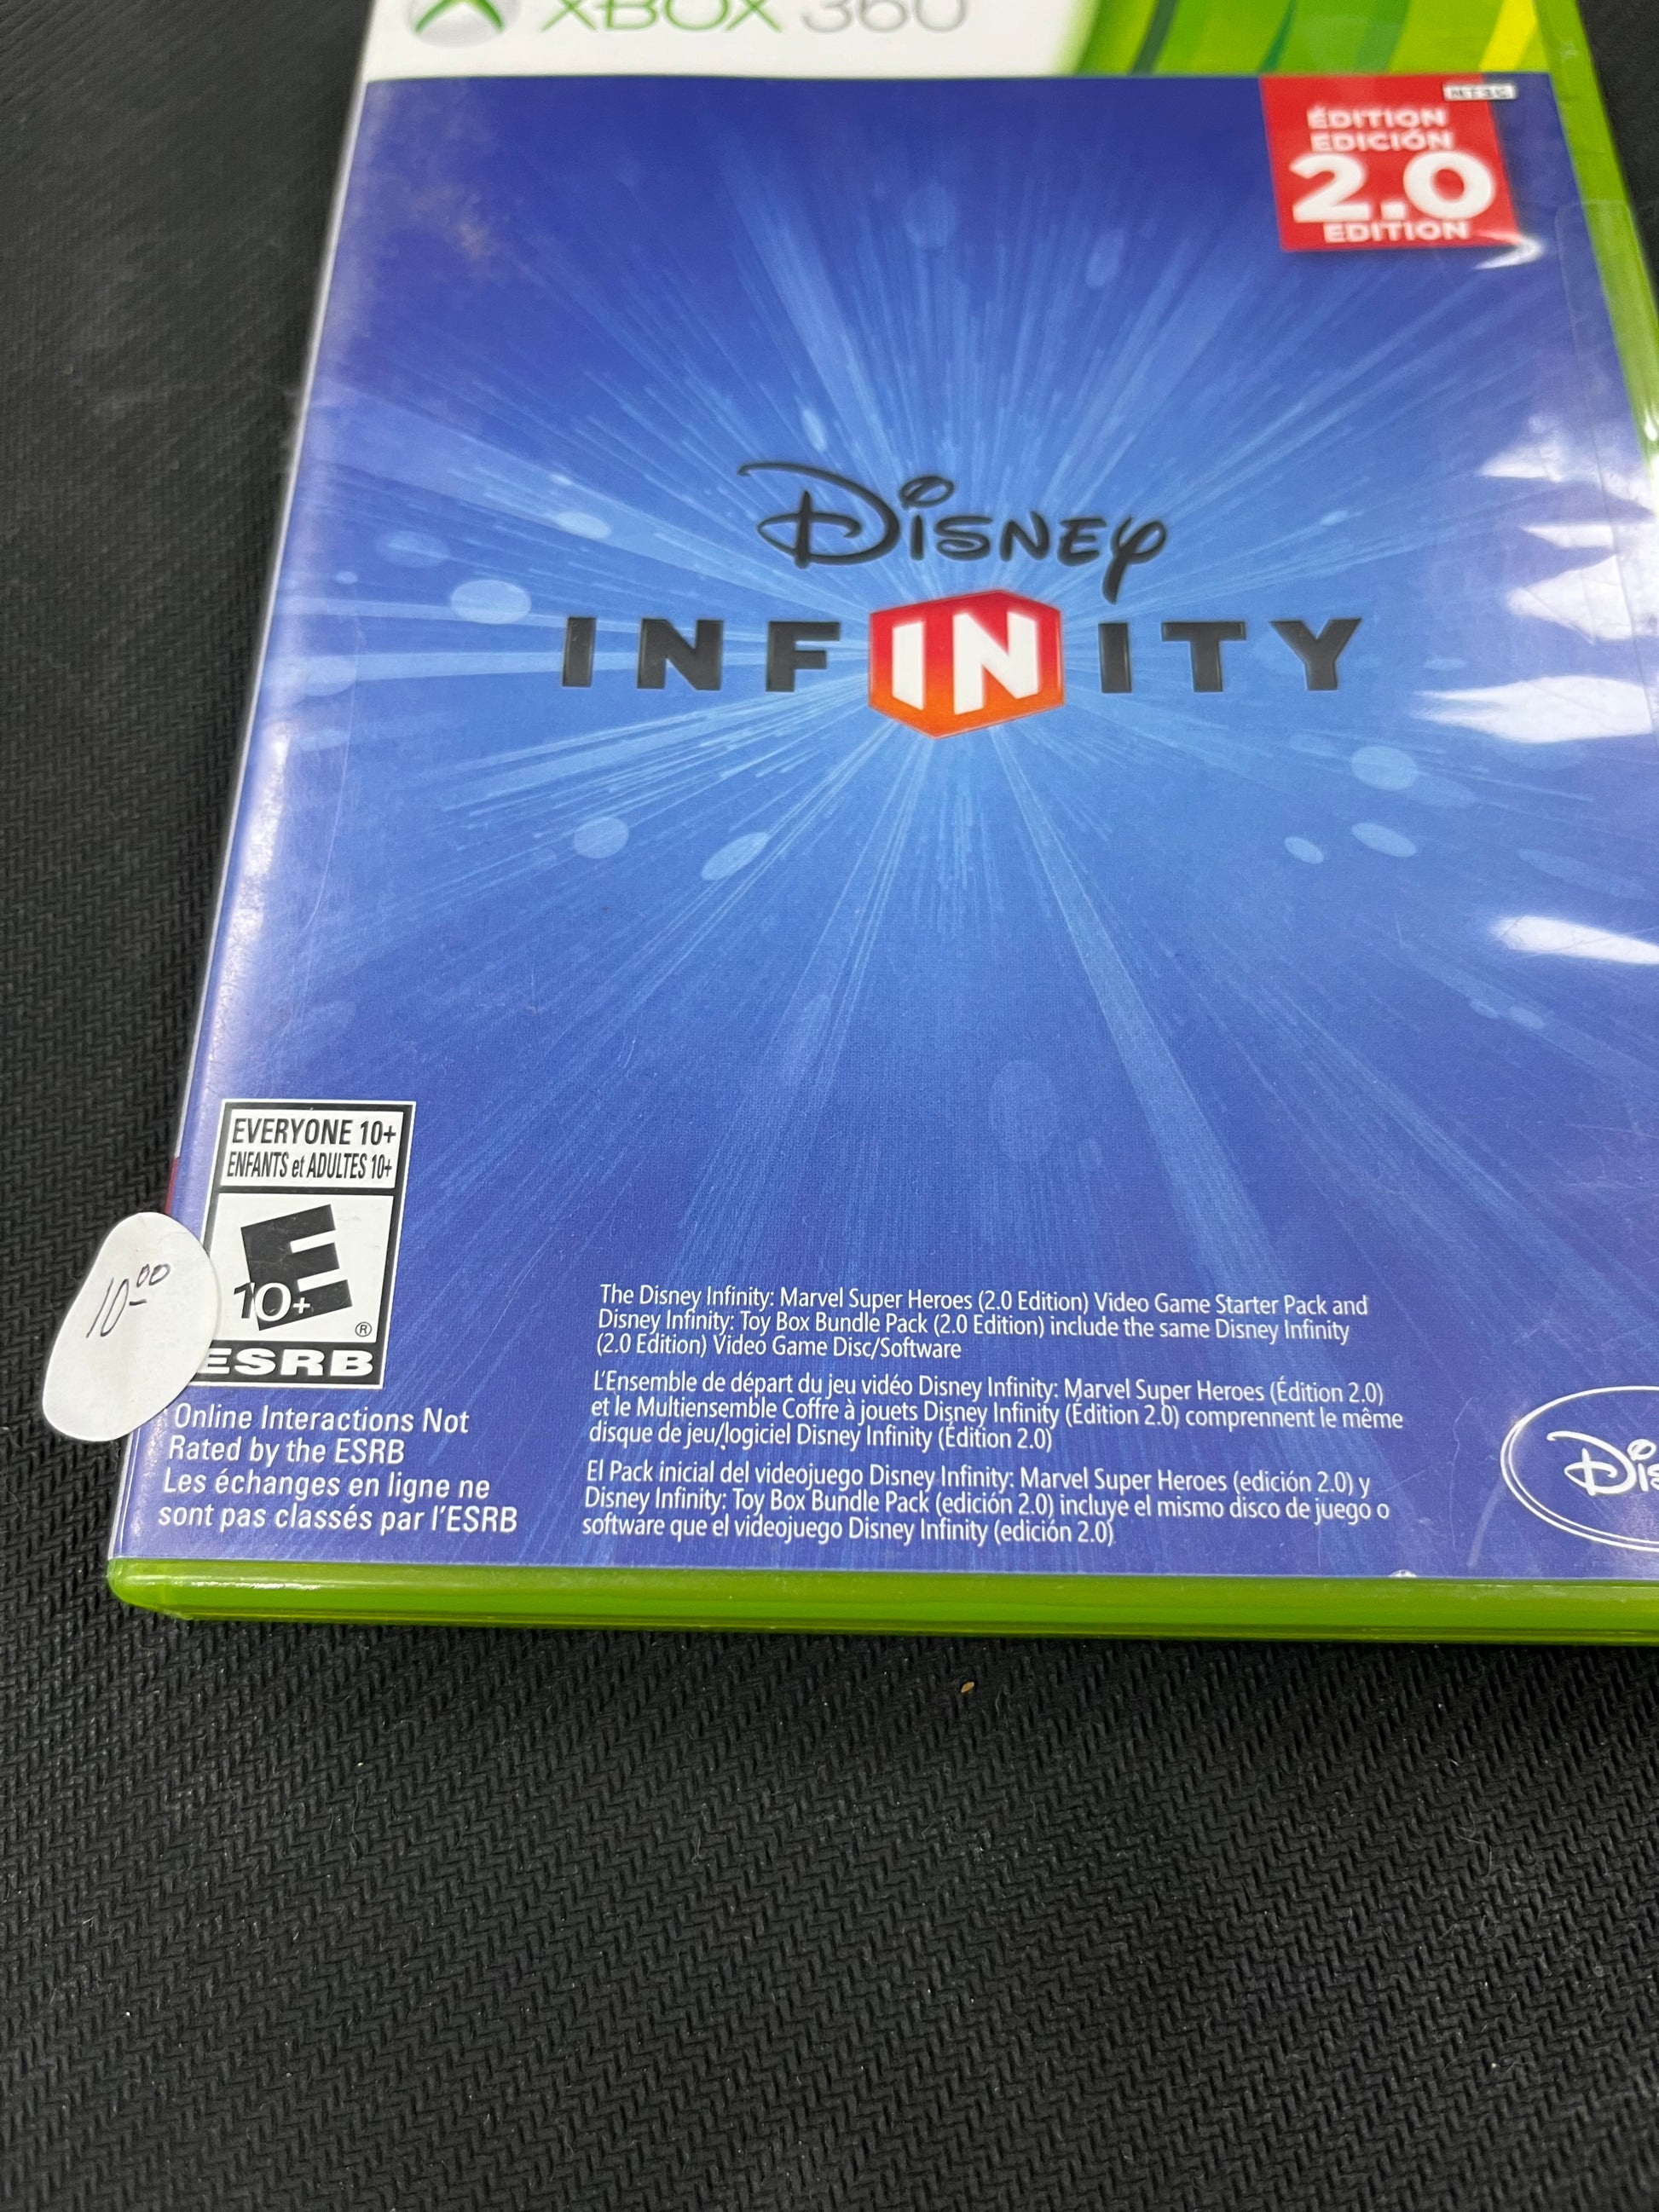 XBOX 360
NTSC
ÉDITION
EDICIÓN
2.0
EDITION
Disney
INFINITY
EVERYONE 10+
ENFANTS et ADULTES 10+
E
10+
®
ESRB
10.00
Online Interactions Not
Rated by the ESRB
Les échanges en ligne ne
sont pas classés par l'ESRB
The Disney Infinity: Marvel Super Heroes (2.0 Edition) Video Game Starter Pack and
Disney Infinity: Toy Box Bundle Pack (2.0 Edition) include the same Disney Infinity
(2.0 Edition) Video Game Disc/Software
L'Ensemble de départ du jeu vidéo Disney Infinity: Marvel Super Heroes (Édition 2.0)
et le Multiensemble Coffre à jouets Disney Infinity (Édition 2.0) comprennent le même
disque de jeu/logiciel Disney Infinity (Édition 2.0)
El Pack inicial del videojuego Disney Infinity: Marvel Super Heroes (edición 2.0) y
Disney Infinity: Toy Box Bundle Pack (edición 2.0) incluye el mismo disco de juego o
software que el videojuego Disney Infinity (edición 2.0)
Dis